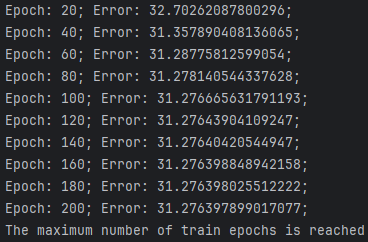 Epoch: 20; Error: 32.70262087800296;
Epoch: 40; Error: 31.357890408136065;
Epoch: 60; Error: 31.28775812599054;
Epoch: 80; Error: 31.278140544337628;
Epoch: 100; Error: 31.276665631791193;
Epoch: 120; Error: 31.27643904109247;
Epoch: 140; Error: 31.27640420544947;
Epoch: 160; Error: 31.276398848942158;
Epoch: 180; Error: 31.276398025512222;
Epoch: 200; Error: 31.276397899017077;
The maximum number of train epochs is reached